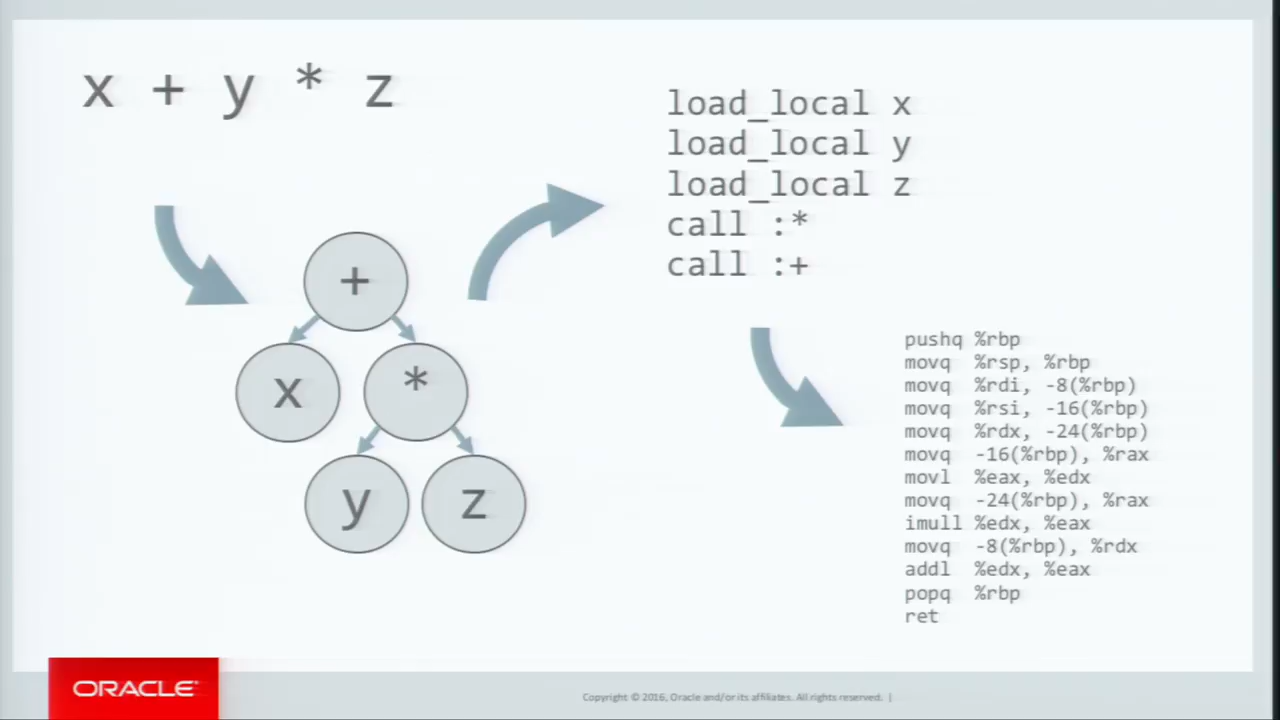 x + y * z
+
x
*
y
z
load_local x
load_local y
load_local z
call :*
call :+
pushq %rbp
movq %rsp, %rbp
movq %rdi, -8(%rbp)
movq %rsi, -16(%rbp)
movq %rdx, -24(%rbp)
movq -16(%rbp), %rax
movl %eax, %edx
movq -24(%rbp), %rax
imull %edx, %eax
movq -8(%rbp), %rdx
addl %edx, %eax
popq %rbp
ret
ORACLE
Copyright © 2016, Oracle and/or its affiliates. All rights reserved. |